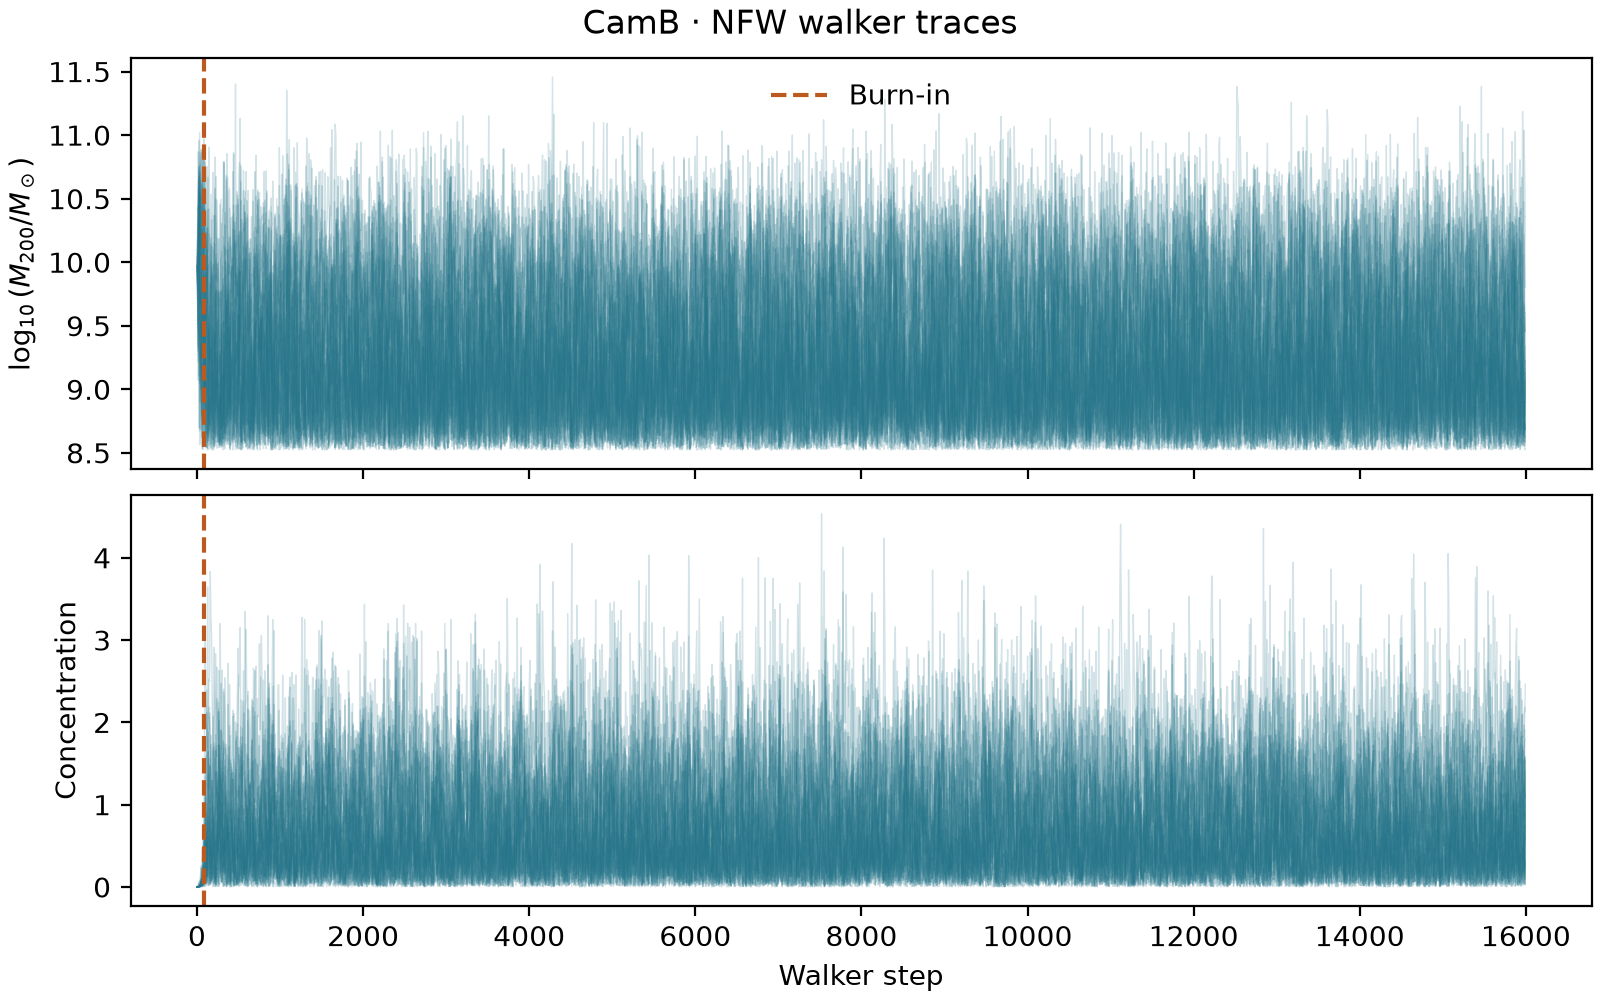 CamB · NFW walker traces
Burn-in
log₁₀ (M₂₀₀/M☉)
11.5
11.0
10.5
10.0
9.5
9.0
8.5
Concentration
4
3
2
1
0
0 2000 4000 6000 8000 10000 12000 14000 16000
Walker step